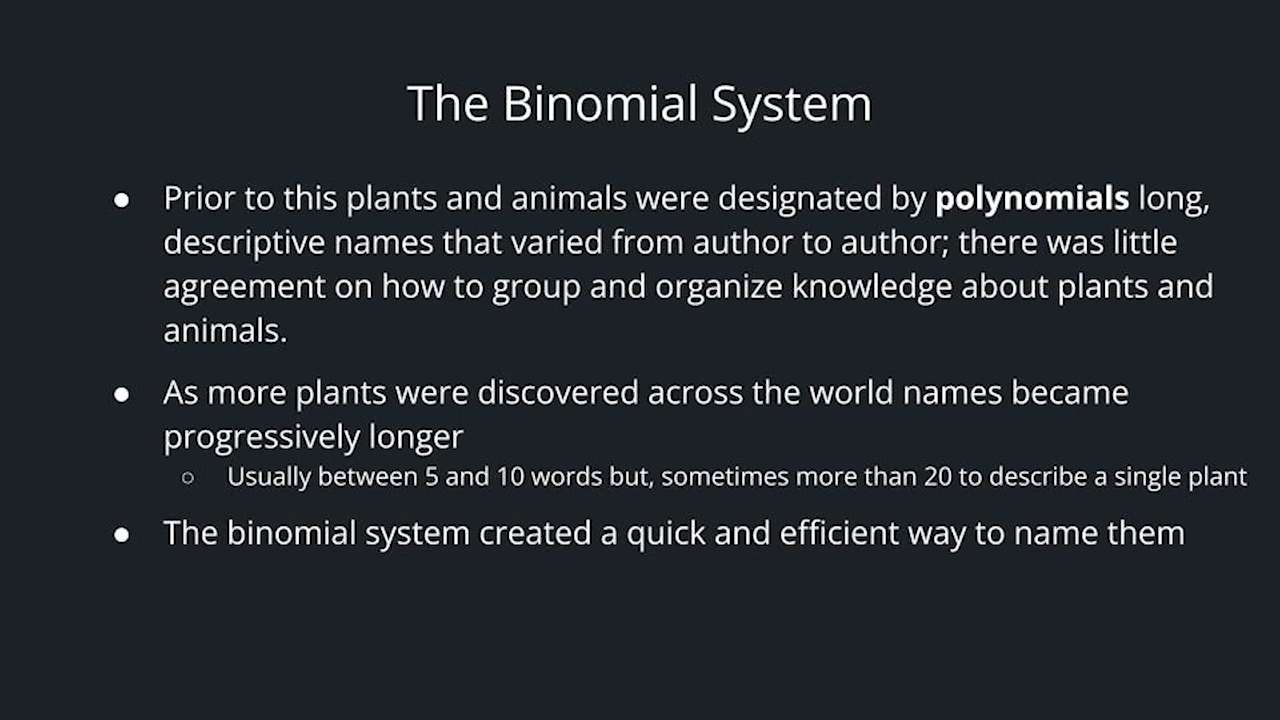 The Binomial System
● Prior to this plants and animals were designated by polynomials long,
descriptive names that varied from author to author; there was little
agreement on how to group and organize knowledge about plants and
animals.
● As more plants were discovered across the world names became
progressively longer
○ Usually between 5 and 10 words but, sometimes more than 20 to describe a single plant
● The binomial system created a quick and efficient way to name them